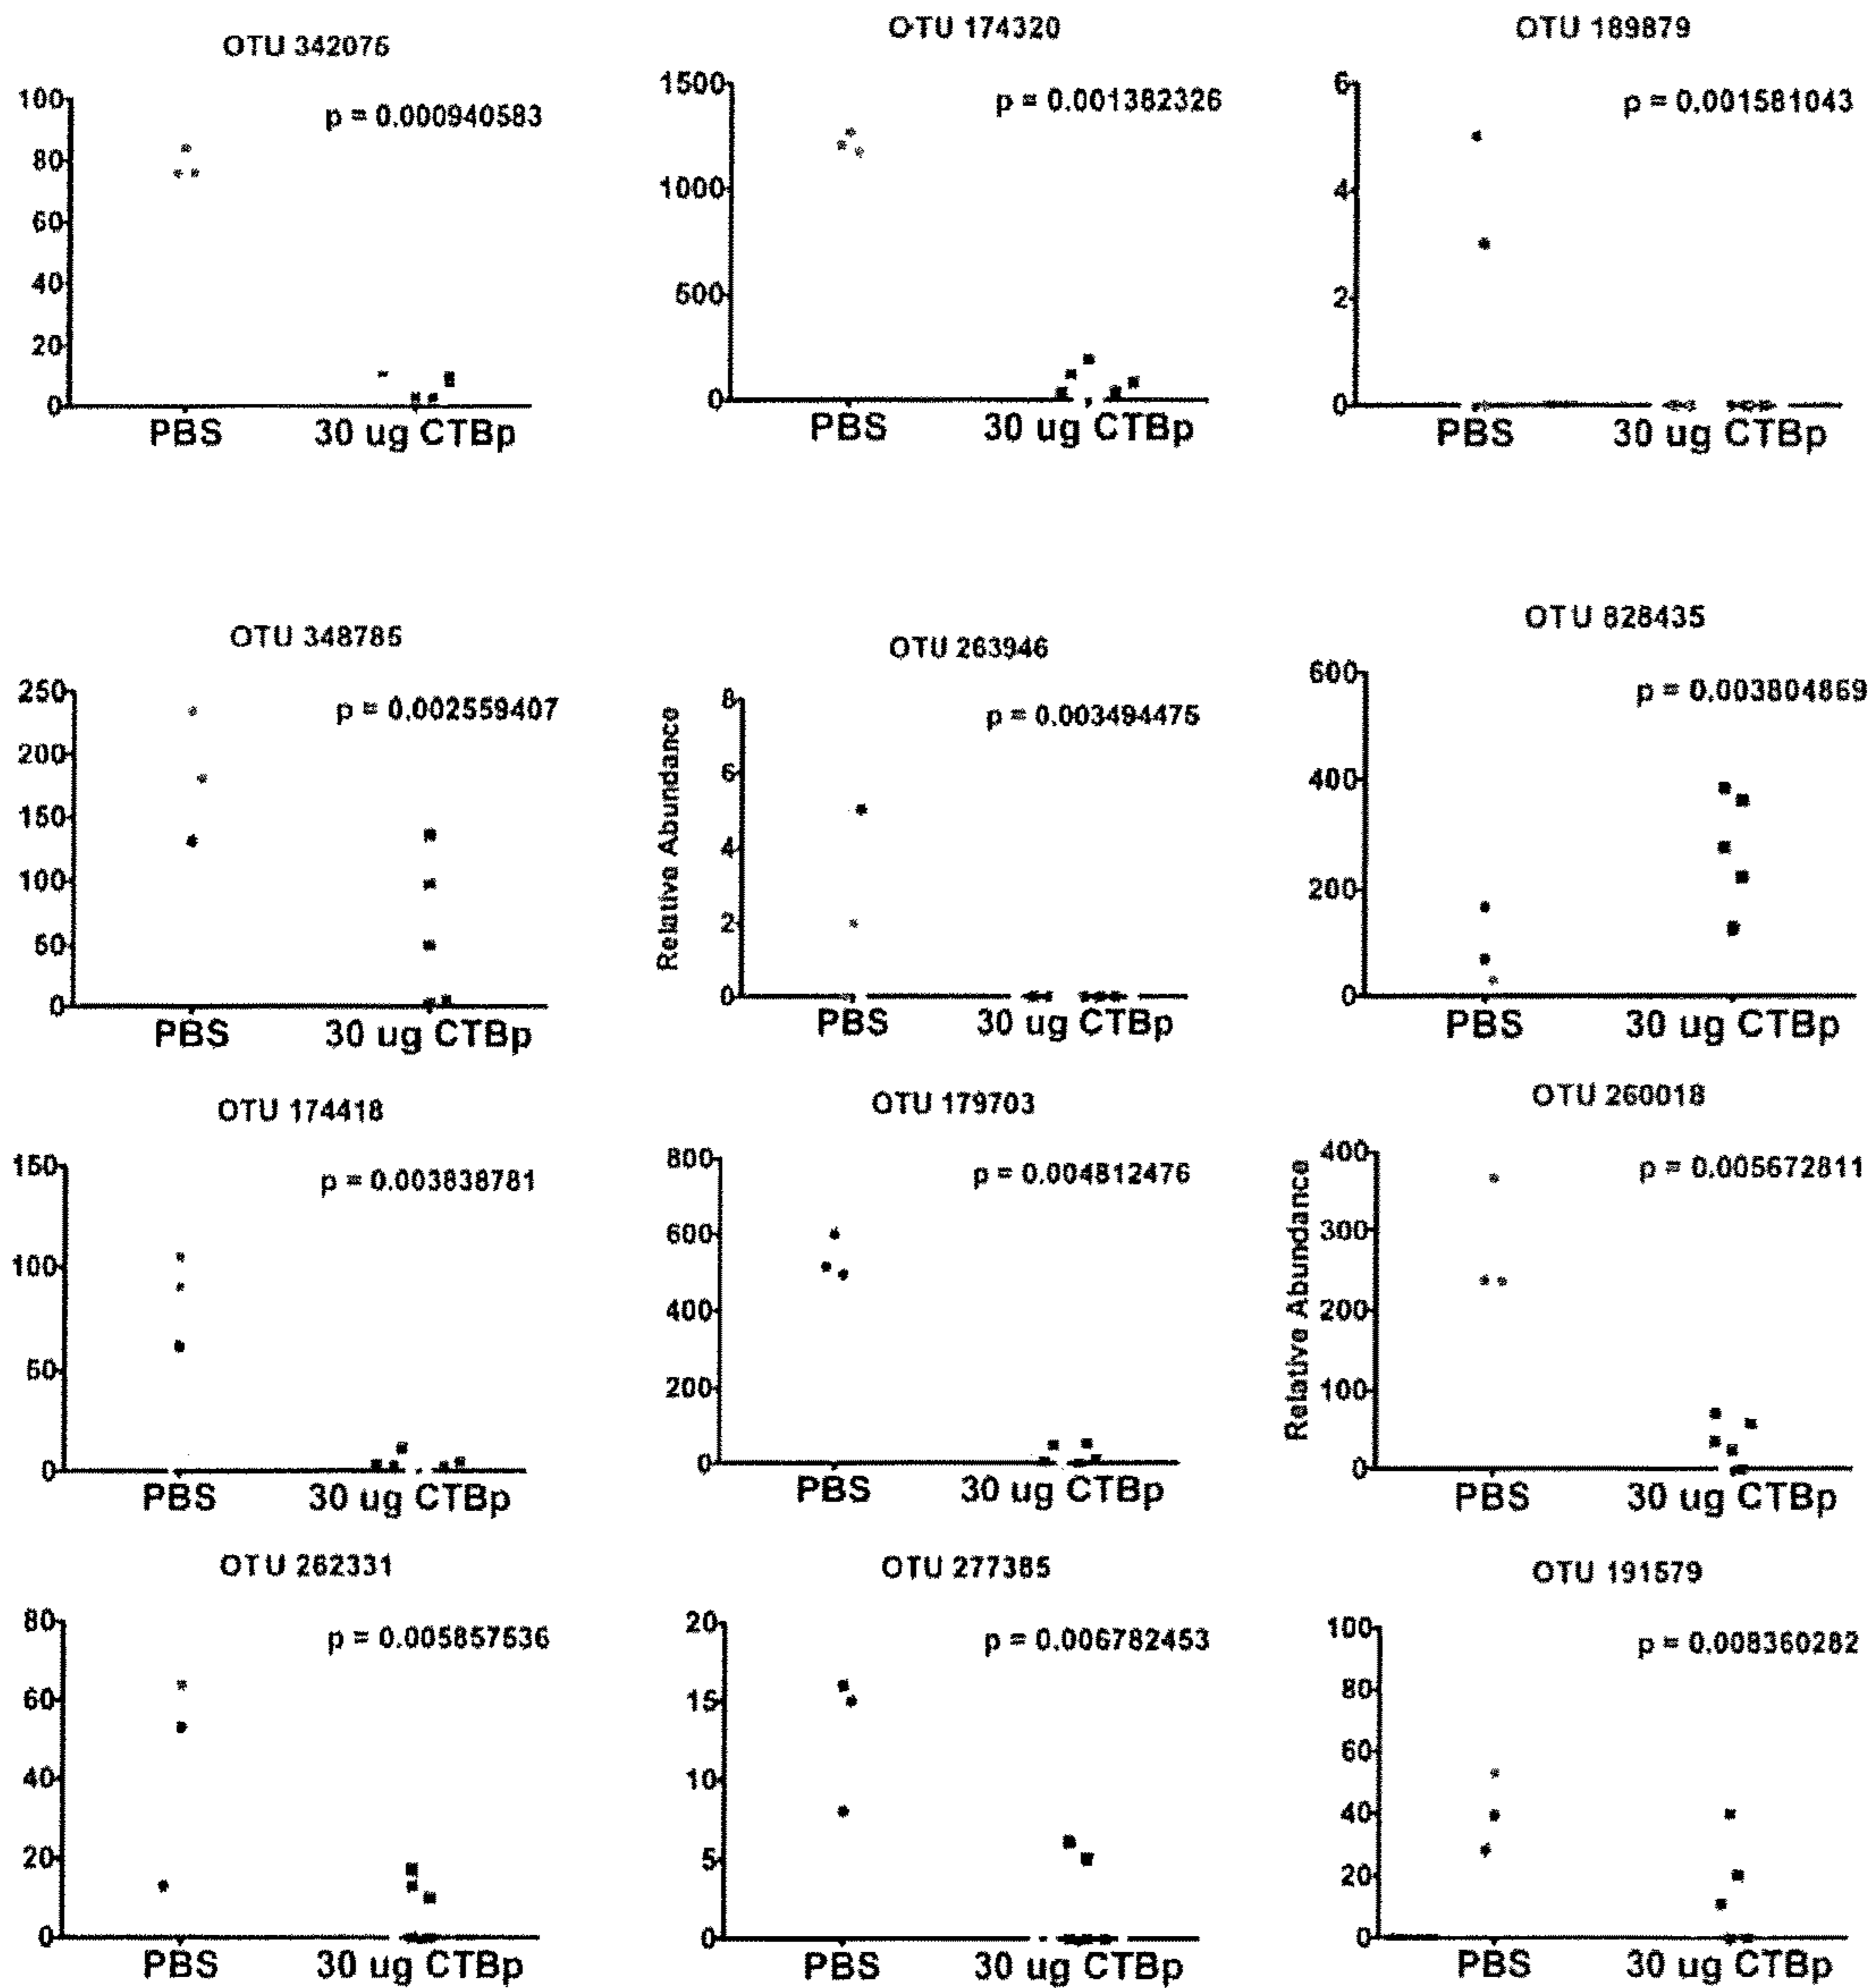 OTU 342075
OTU 174320
OTU 189879
100
80
60
40
20
0
p = 0.000940583
PBS
30 ug CTBp
1500
1000
500
0
p = 0.001382326
PBS
30 ug CTBp
6
4
2
0
p = 0.001581043
PBS
30 ug CTBp
OTU 348785
OTU 263946
OTU 828435
250
200
150
100
50
0
p = 0.002559407
PBS
30 ug CTBp
Relative Abundance
8
6
4
2
0
p = 0.003494475
PBS
30 ug CTBp
600
400
200
0
p = 0.003804869
PBS
30 ug CTBp
OTU 174418
OTU 179703
OTU 260018
150
100
50
0
p = 0.003838781
PBS
30 ug CTBp
800
600
400
200
0
p = 0.004812476
PBS
30 ug CTBp
Relative Abundance
400
300
200
100
0
p = 0.005672811
PBS
30 ug CTBp
OTU 262331
OTU 277385
OTU 191579
80
60
40
20
0
p = 0.005857536
PBS
30 ug CTBp
20
15
10
5
0
p = 0.006782453
PBS
30 ug CTBp
100
80
60
40
20
0
p = 0.008360282
PBS
30 ug CTBp